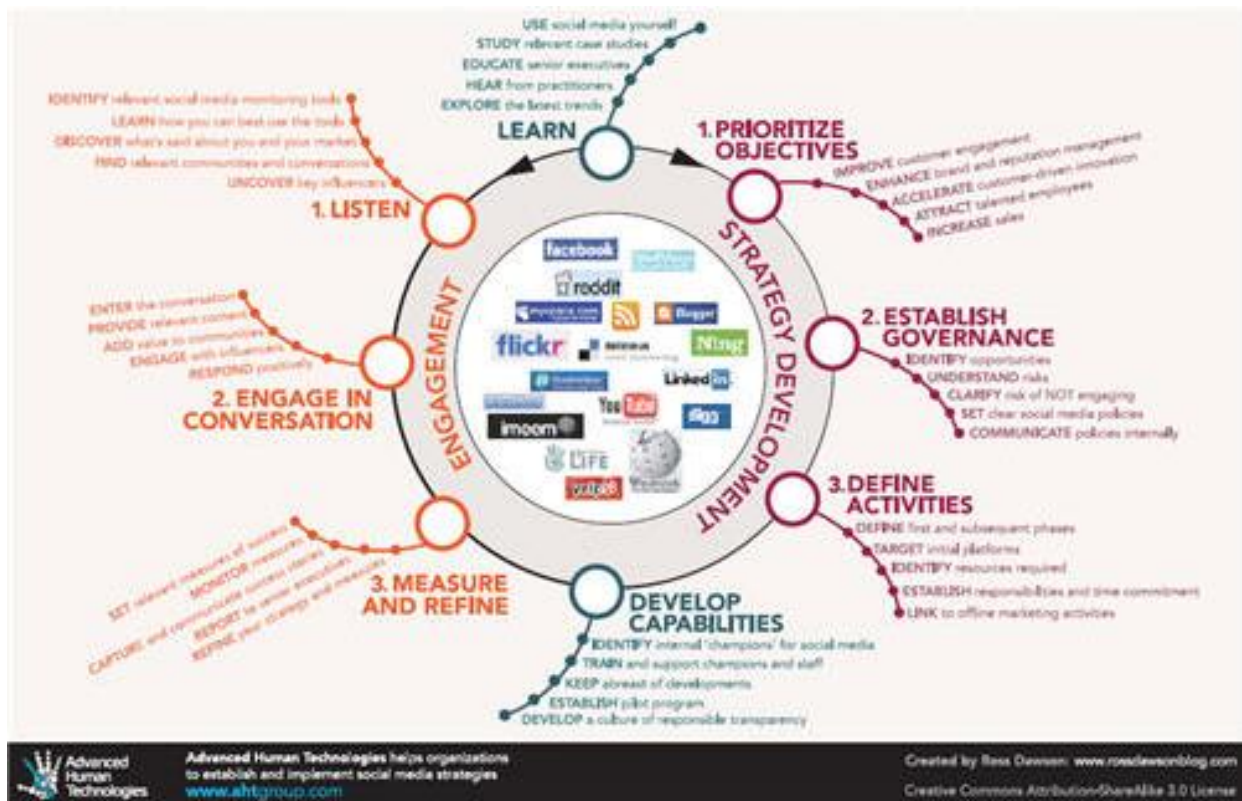 USE social media yourself
STUDY relevant case studies
EDUCATE senior executives
HEAR from practitioners
EXPLORE the latest trends
LEARN
1. PRIORITIZE
OBJECTIVES
IMPROVE customer engagement
ENHANCE brand and reputation management
ACCELERATE customer-driven innovation
ATTRACT talented employees
INCREASE sales
2. ESTABLISH
GOVERNANCE
IDENTIFY opportunities
UNDERSTAND risks
CLARIFY risk of NOT engaging
SET clear social media policies
COMMUNICATE policies internally
3. DEFINE
ACTIVITIES
DEFINE first and subsequent phases
TARGET initial platforms
IDENTIFY resources required
ESTABLISH responsibilities and time commitment
LINK to offline marketing activities
STRATEGY DEVELOPMENT
DEVELOP
CAPABILITIES
IDENTIFY internal 'champions' for social media
TRAIN and support champions and staff
KEEP abreast of developments
ESTABLISH pilot program
DEVELOP a culture of responsible transparency
IDENTIFY relevant social media monitoring tools
LEARN how you can best use the tools
DISCOVER what's said about you and your market
FIND relevant communities and conversations
UNCOVER key influencers
1. LISTEN
ENTER the conversation
PROVIDE relevant content
ADD value to communities
ENGAGE with influencers
RESPOND positively
2. ENGAGE IN
CONVERSATION
SET relevant measures of success
MONITOR measures
CAPTURE and communicate success stories
REPORT to senior executives
REFINE your strategy and measures
3. MEASURE
AND REFINE
ENGAGEMENT
facebook
reddit
myspace.com
Blogger
flickr
Ning
Linked in
You Tube
digg
imeem
LIFE
yelp
Advanced
Human
Technologies
Advanced Human Technologies helps organizations
to establish and implement social media strategies
www.ahtgroup.com
Created by Ross Dawson: www.rossdawsonblog.com
Creative Commons Attribution-ShareAlike 3.0 License